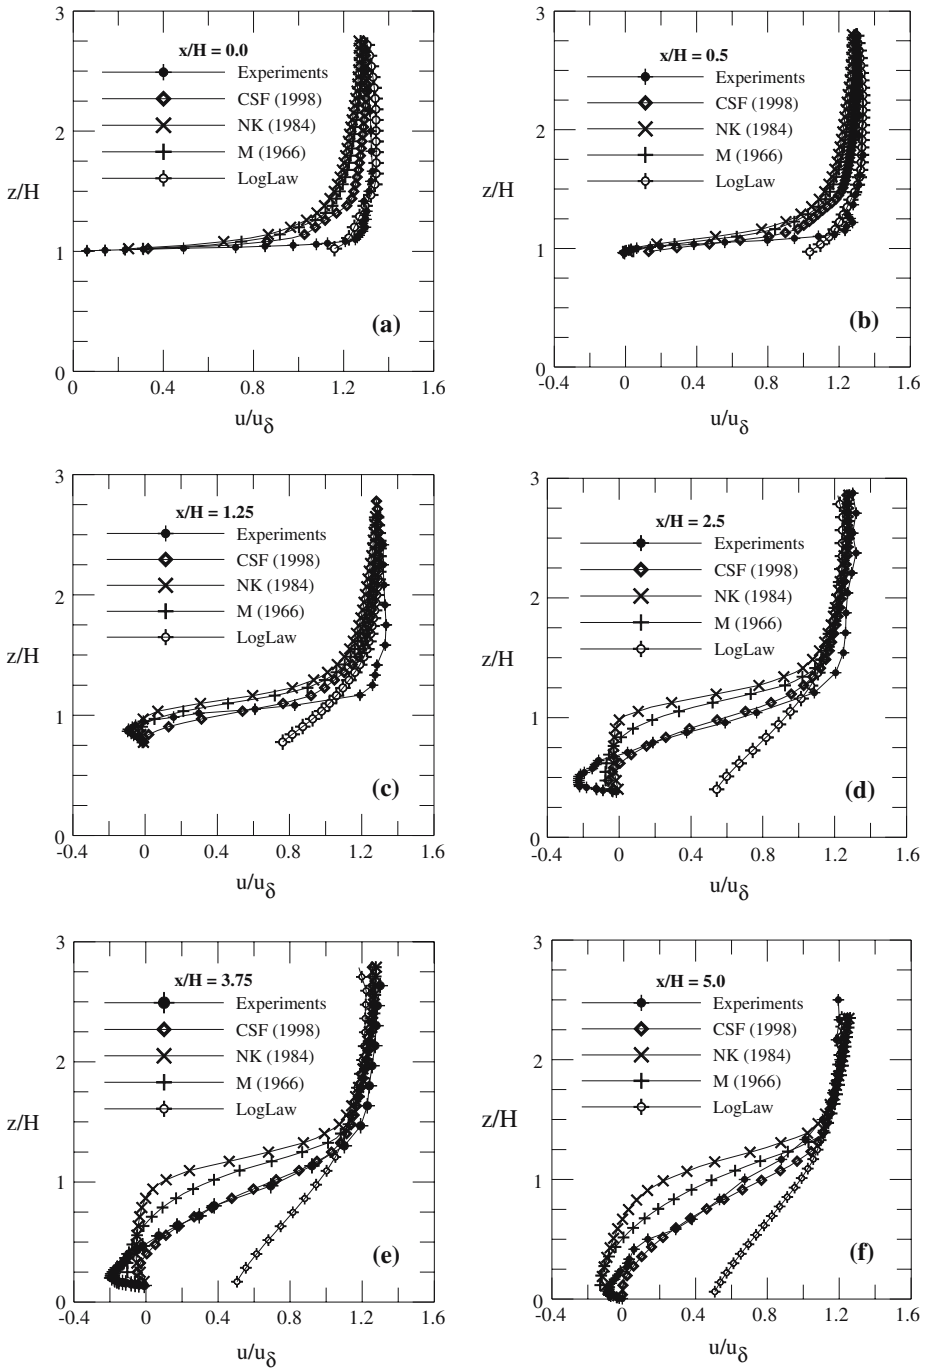 3
x/H = 0.0
Experiments
CSF (1998)
NK (1984)
M (1966)
LogLaw
2
z/H
1
(a)
0
0 0.4 0.8 1.2 1.6
u/uδ
3
x/H = 0.5
Experiments
CSF (1998)
NK (1984)
M (1966)
LogLaw
2
z/H
1
(b)
0
-0.4 0 0.4 0.8 1.2 1.6
u/uδ
3
x/H = 1.25
Experiments
CSF (1998)
NK (1984)
M (1966)
LogLaw
2
z/H
1
(c)
0
-0.4 0 0.4 0.8 1.2 1.6
u/uδ
3
x/H = 2.5
Experiments
CSF (1998)
NK (1984)
M (1966)
LogLaw
2
z/H
1
(d)
0
-0.4 0 0.4 0.8 1.2 1.6
u/uδ
3
x/H = 3.75
Experiments
CSF (1998)
NK (1984)
M (1966)
LogLaw
2
z/H
1
(e)
0
-0.4 0 0.4 0.8 1.2 1.6
u/uδ
3
x/H = 5.0
Experiments
CSF (1998)
NK (1984)
M (1966)
LogLaw
2
z/H
1
(f)
0
-0.4 0 0.4 0.8 1.2 1.6
u/uδ